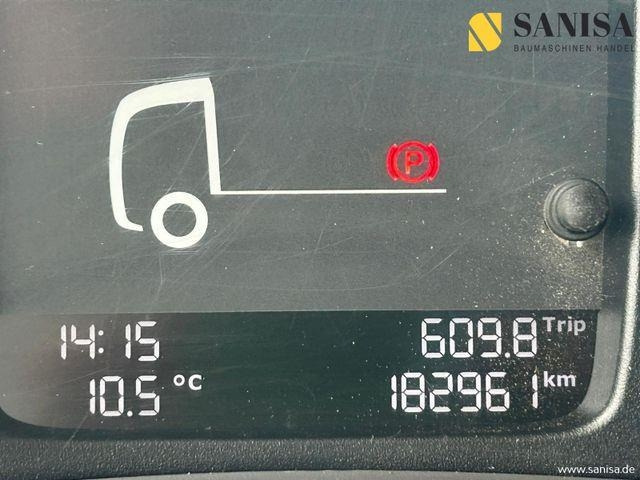 SANISA
BAUMASCHINEN HANDEL
P
14:15
609.8 Trip
10.5 °C
182961 km
www.sanisa.de